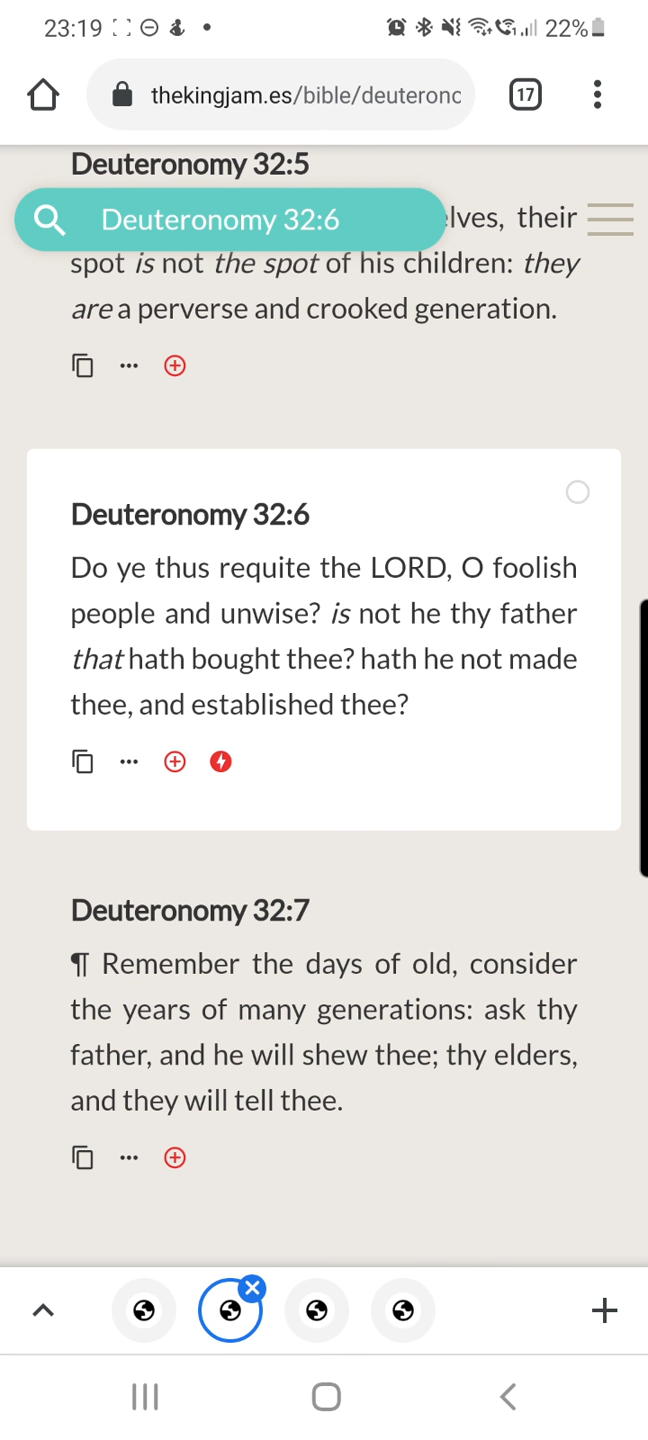 23:19
22%
thekingjam.es/bible/deuteronc
17
Deuteronomy 32:5
Deuteronomy 32:6
elves, their
spot is not the spot of his children: they
are a perverse and crooked generation.
Deuteronomy 32:6
Do ye thus requite the LORD, O foolish
people and unwise? is not he thy father
that hath bought thee? hath he not made
thee, and established thee?
Deuteronomy 32:7
¶ Remember the days of old, consider
the years of many generations: ask thy
father, and he will shew thee; thy elders,
and they will tell thee.